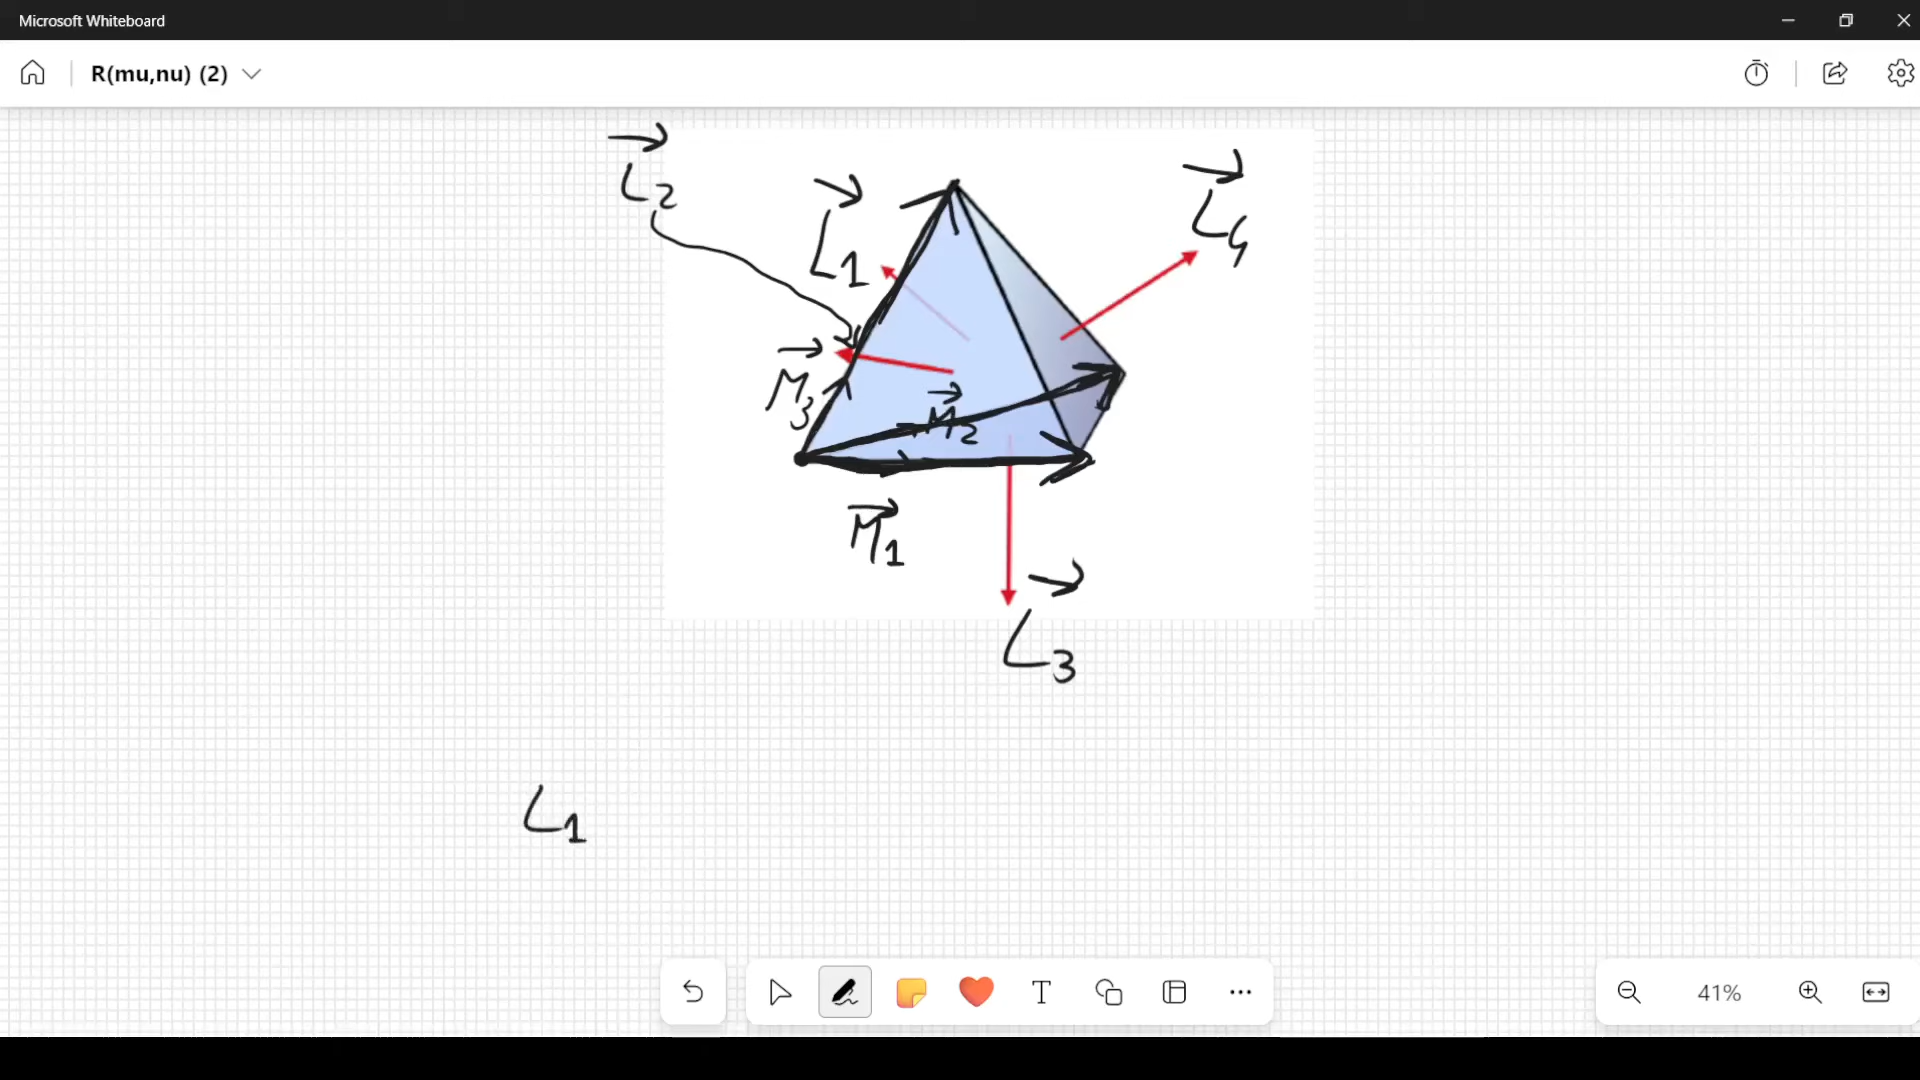 Microsoft Whiteboard
R(mu,nu) (2)
L2
L1
L4
M3
M2
M1
L3
L1
T
41%